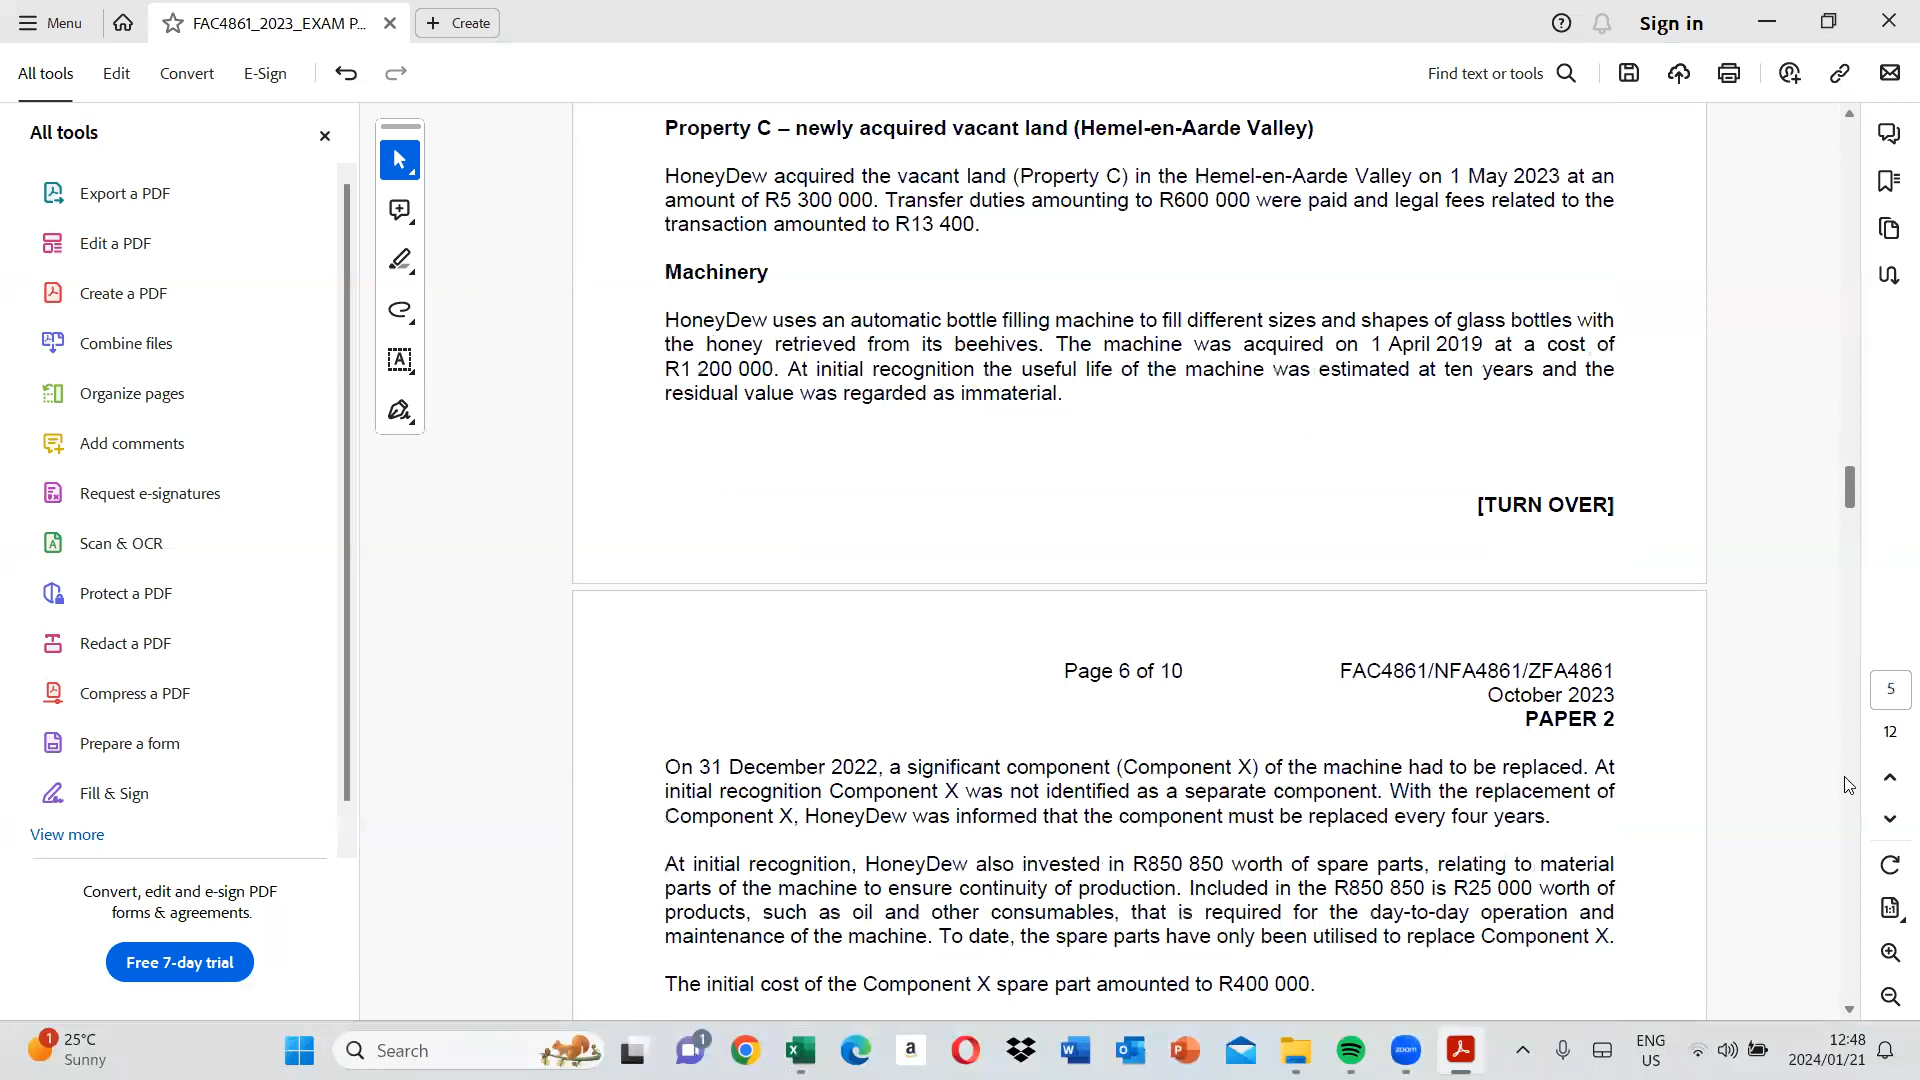 Menu
FAC4861_2023_EXAM P...
Create
Sign in
All tools
Edit
Convert
E-Sign
Find text or tools
All tools
Export a PDF
Edit a PDF
Create a PDF
Combine files
Organize pages
Add comments
Request e-signatures
Scan & OCR
Protect a PDF
Redact a PDF
Compress a PDF
Prepare a form
Fill & Sign
View more
Convert, edit and e-sign PDF
forms & agreements.
Free 7-day trial
Property C – newly acquired vacant land (Hemel-en-Aarde Valley)
HoneyDew acquired the vacant land (Property C) in the Hemel-en-Aarde Valley on 1 May 2023 at an
amount of R5 300 000. Transfer duties amounting to R600 000 were paid and legal fees related to the
transaction amounted to R13 400.
Machinery
HoneyDew uses an automatic bottle filling machine to fill different sizes and shapes of glass bottles with
the honey retrieved from its beehives. The machine was acquired on 1 April 2019 at a cost of
R1 200 000. At initial recognition the useful life of the machine was estimated at ten years and the
residual value was regarded as immaterial.
[TURN OVER]
Page 6 of 10
FAC4861/NFA4861/ZFA4861
October 2023
PAPER 2
On 31 December 2022, a significant component (Component X) of the machine had to be replaced. At
initial recognition Component X was not identified as a separate component. With the replacement of
Component X, HoneyDew was informed that the component must be replaced every four years.
At initial recognition, HoneyDew also invested in R850 850 worth of spare parts, relating to material
parts of the machine to ensure continuity of production. Included in the R850 850 is R25 000 worth of
products, such as oil and other consumables, that is required for the day-to-day operation and
maintenance of the machine. To date, the spare parts have only been utilised to replace Component X.
The initial cost of the Component X spare part amounted to R400 000.
5
12
1:1
1
25°C
Sunny
Search
1
a
zoom
ENG
US
12:48
2024/01/21